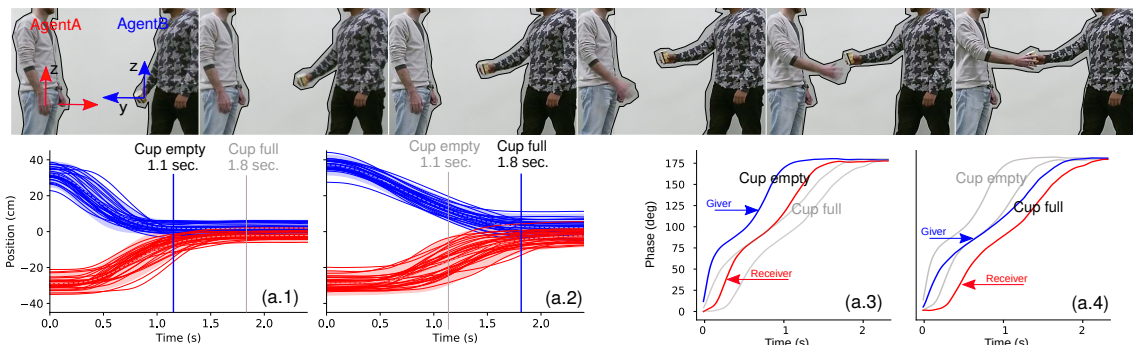 AgentA
AgentB
z
z
y
Cup empty
1.1 sec.
Cup full
1.8 sec.
Cup empty
1.1 sec.
Cup full
1.8 sec.
Position (cm)
40
20
0
−20
−40
(a.1)
0.0 0.5 1.0 1.5 2.0
Time (s)
(a.2)
0.0 0.5 1.0 1.5 2.0
Time (s)
Phase (deg)
175
150
125
100
75
50
25
0
Cup empty
Giver
Cup full
Receiver
(a.3)
0 1 2
Time (s)
Cup empty
Cup full
Giver
Receiver
(a.4)
0 1 2
Time (s)